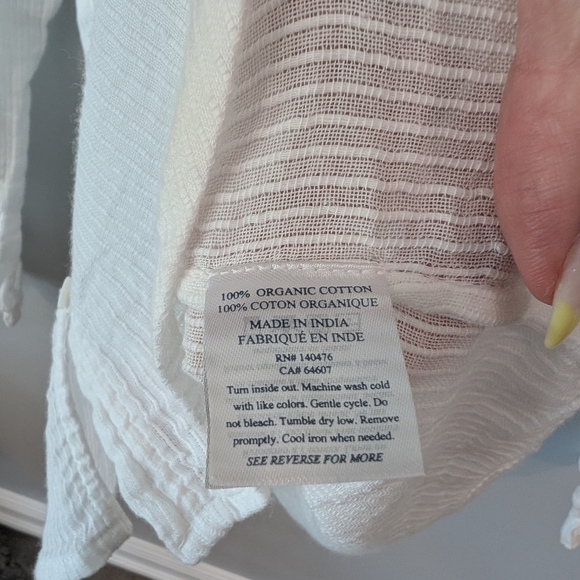 100% ORGANIC COTTON
100% COTON ORGANIQUE
MADE IN INDIA
FABRIQUÉ EN INDE
RN# 140476
CA# 64607
Turn inside out. Machine wash cold
with like colors. Gentle cycle. Do
not bleach. Tumble dry low. Remove
promptly. Cool iron when needed.
SEE REVERSE FOR MORE